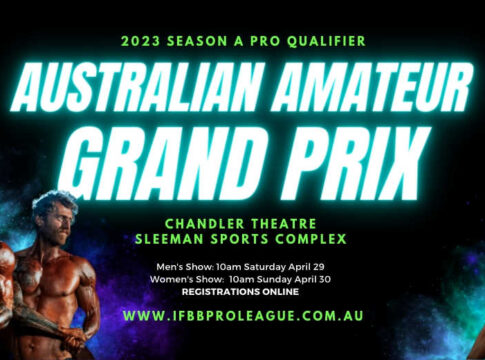 2023 SEASON A PRO QUALIFIER
AUSTRALIAN AMATEUR
GRAND PRIX
CHANDLER THEATRE
SLEEMAN SPORTS COMPLEX
Men's Show: 10am Saturday April 29
Women's Show: 10am Sunday April 30
REGISTRATIONS ONLINE
WWW.IFBBPROLEAGUE.COM.AU